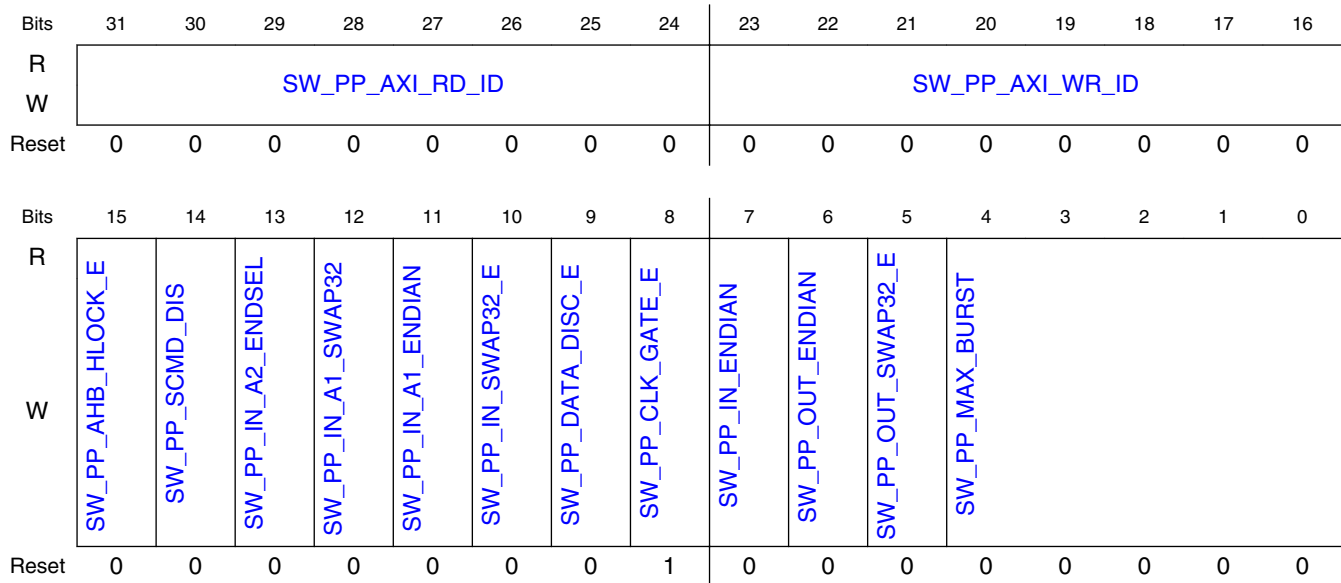 Bits 31 30 29 28 27 26 25 24 23 22 21 20 19 18 17 16
R
SW_PP_AXI_RD_ID SW_PP_AXI_WR_ID
W
Reset 0 0 0 0 0 0 0 0 0 0 0 0 0 0 0 0
Bits 15 14 13 12 11 10 9 8 7 6 5 4 3 2 1 0
R
SW_PP_AHB_HLOCK_E
SW_PP_SCMD_DIS
SW_PP_IN_A2_ENDSEL
SW_PP_IN_A1_SWAP32
SW_PP_IN_A1_ENDIAN
SW_PP_IN_SWAP32_E
SW_PP_DATA_DISC_E
SW_PP_CLK_GATE_E
SW_PP_IN_ENDIAN
SW_PP_OUT_ENDIAN
SW_PP_OUT_SWAP32_E
SW_PP_MAX_BURST
W
Reset 0 0 0 0 0 0 0 1 0 0 0 0 0 0 0 0